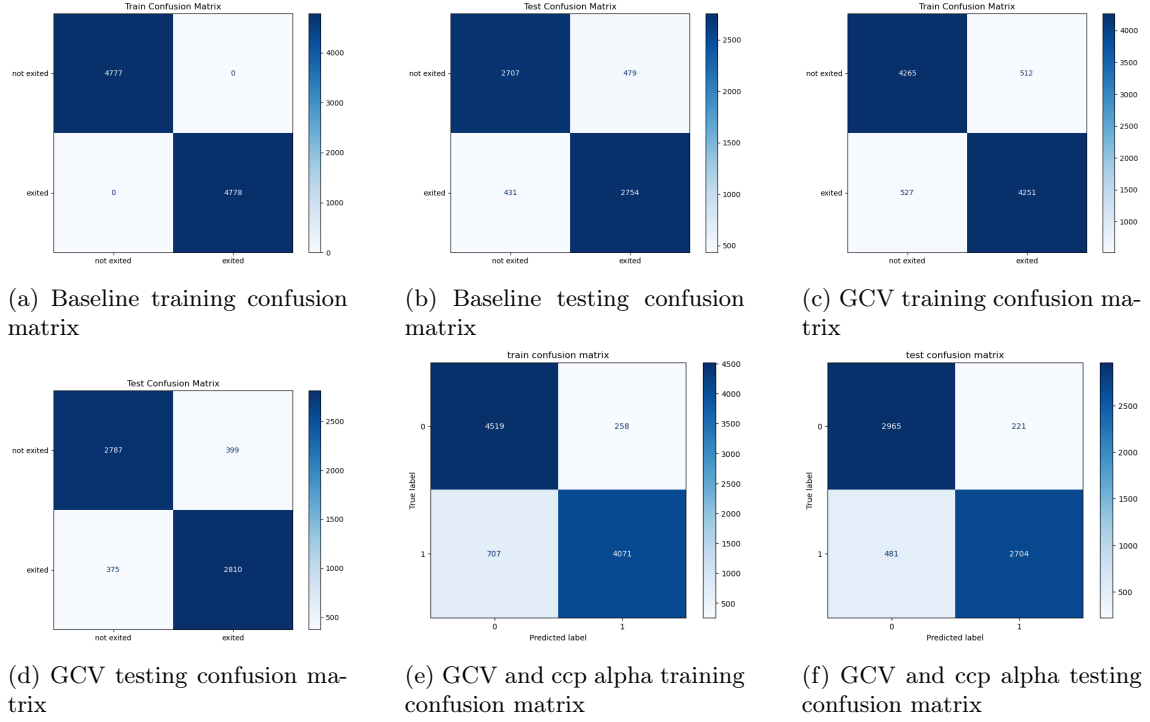 Train Confusion Matrix
not exited
4777
0
exited
0
4778
not exited
exited
4000
3000
2000
1000
0
(a) Baseline training confusion
matrix
Test Confusion Matrix
2707
479
431
2754
not exited
exited
not exited
exited
2500
2000
1500
1000
500
(b) Baseline testing confusion
matrix
Train Confusion Matrix
not exited
4265
512
exited
527
4251
not exited
exited
4000
3500
3000
2500
2000
1500
1000
(c) GCV training confusion ma-
trix
Test Confusion Matrix
not exited
2787
399
exited
375
2810
not exited
exited
2500
2000
1500
1000
500
(d) GCV testing confusion ma-
trix
train confusion matrix
0
4519
258
True label
1
707
4071
0
1
Predicted label
4500
4000
3500
3000
2500
2000
1500
1000
500
(e) GCV and ccp alpha training
confusion matrix
test confusion matrix
0
2965
221
True label
1
481
2704
0
1
Predicted label
2500
2000
1500
1000
500
(f) GCV and ccp alpha testing
confusion matrix